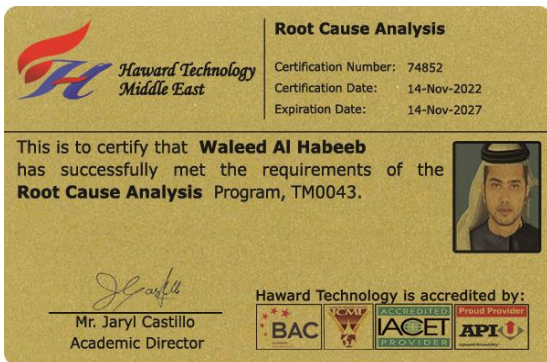 Haward Technology
Middle East
Root Cause Analysis
Certification Number: 74852
Certification Date: 14-Nov-2022
Expiration Date: 14-Nov-2027
This is to certify that Waleed Al Habeeb
has successfully met the requirements of the
Root Cause Analysis Program, TM0043.
Mr. Jaryl Castillo
Academic Director
Haward Technology is accredited by:
BAC
TCMI
ACCREDITED
IACET
PROVIDER
Proud Provider
API